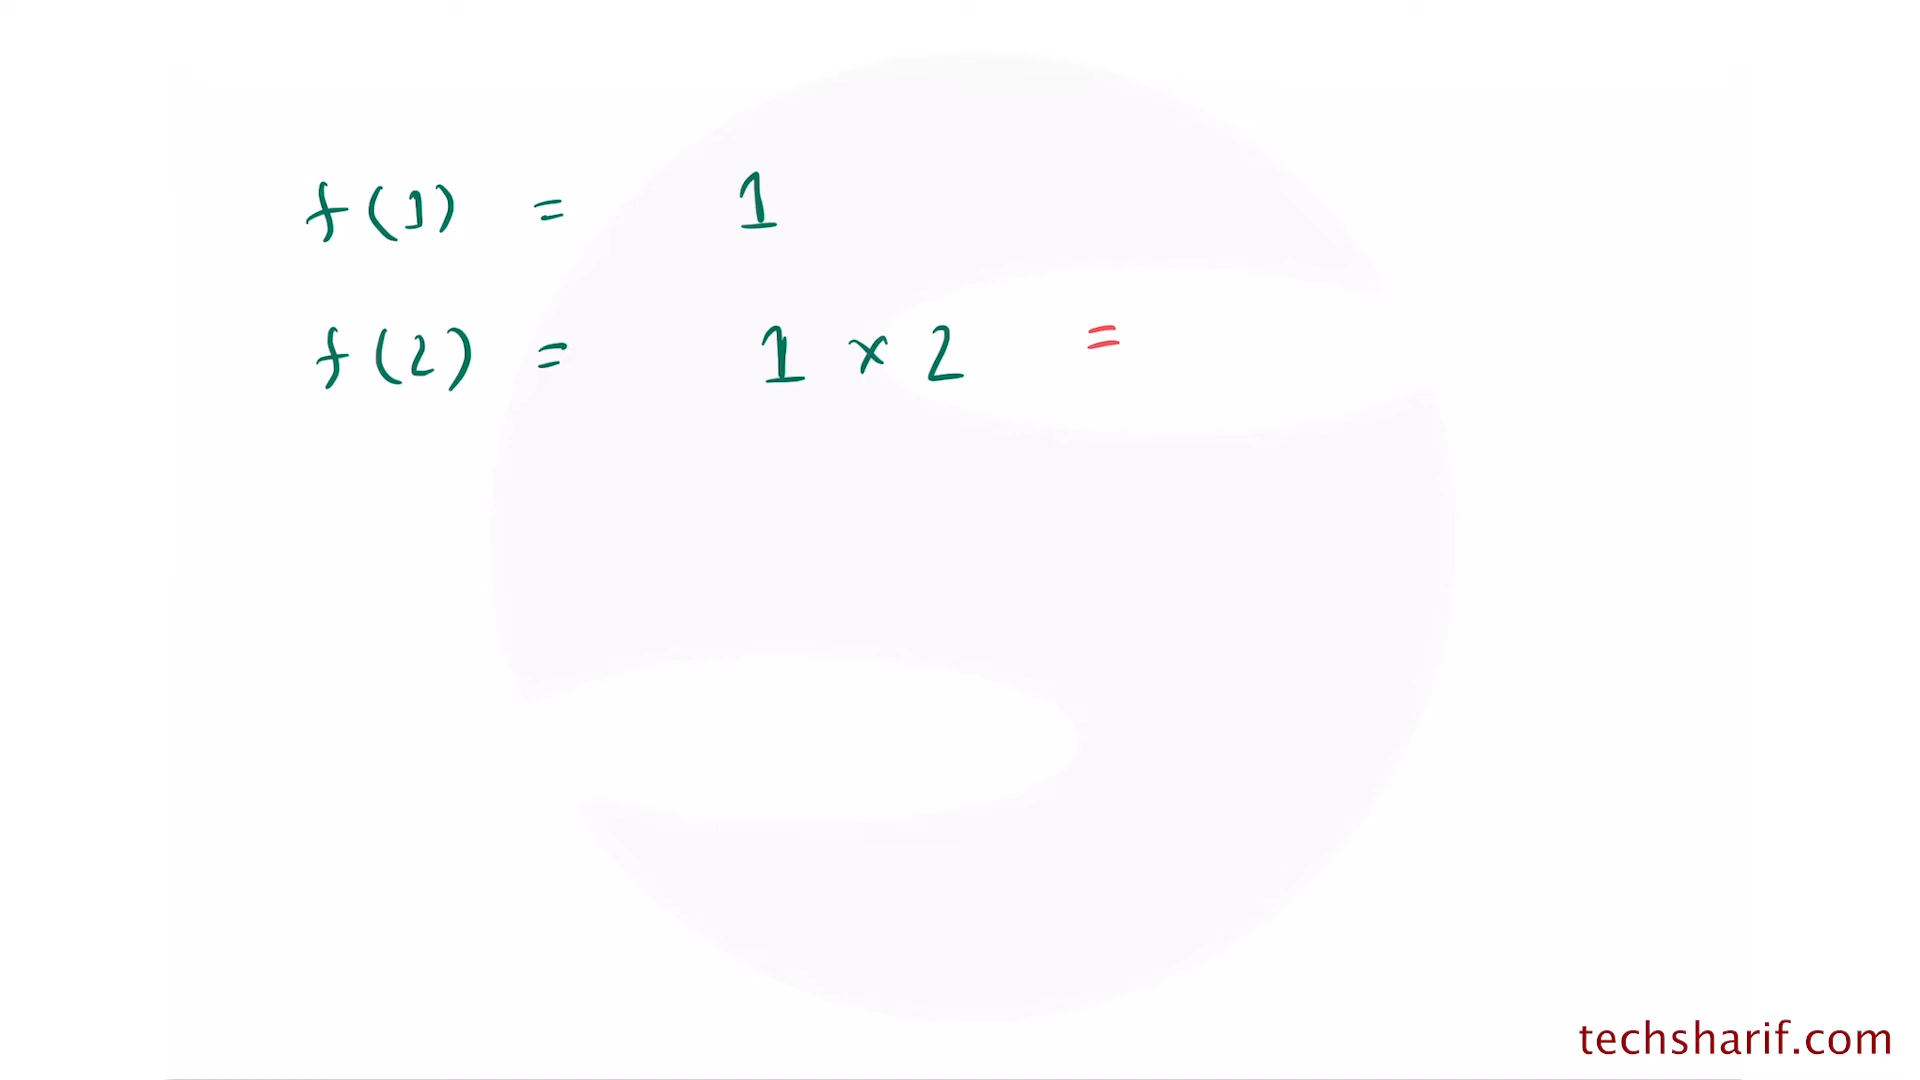 f(1) = 1
f(2) = 1 × 2 =
techsharif.com